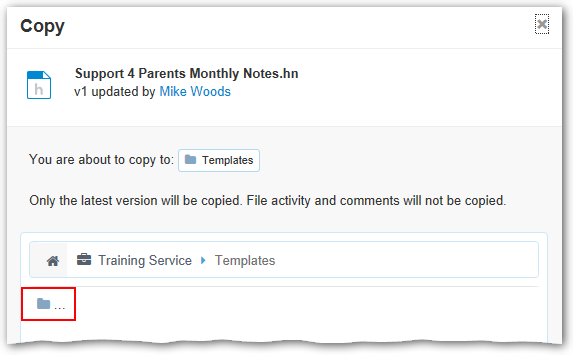 Copy
Support 4 Parents Monthly Notes.hn
v1 updated by Mike Woods
h
You are about to copy to: Templates
Only the latest version will be copied. File activity and comments will not be copied.
Training Service Templates
...